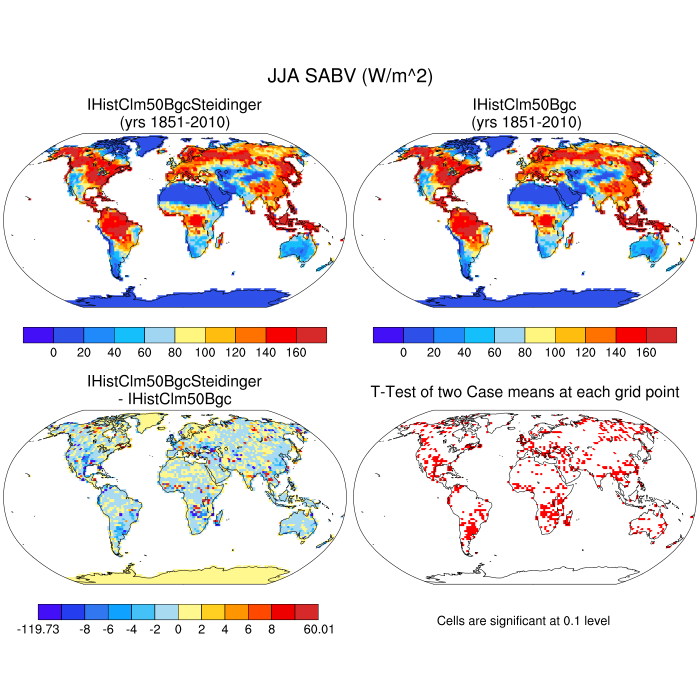 JJA SABV (W/m^2)
IHistClm50BgcSteidinger
(yrs 1851-2010)
IHistClm50Bgc
(yrs 1851-2010)
0 20 40 60 80 100 120 140 160
0 20 40 60 80 100 120 140 160
IHistClm50BgcSteidinger
- IHistClm50Bgc
T-Test of two Case means at each grid point
-119.73 -8 -6 -4 -2 0 2 4 6 8 60.01
Cells are significant at 0.1 level